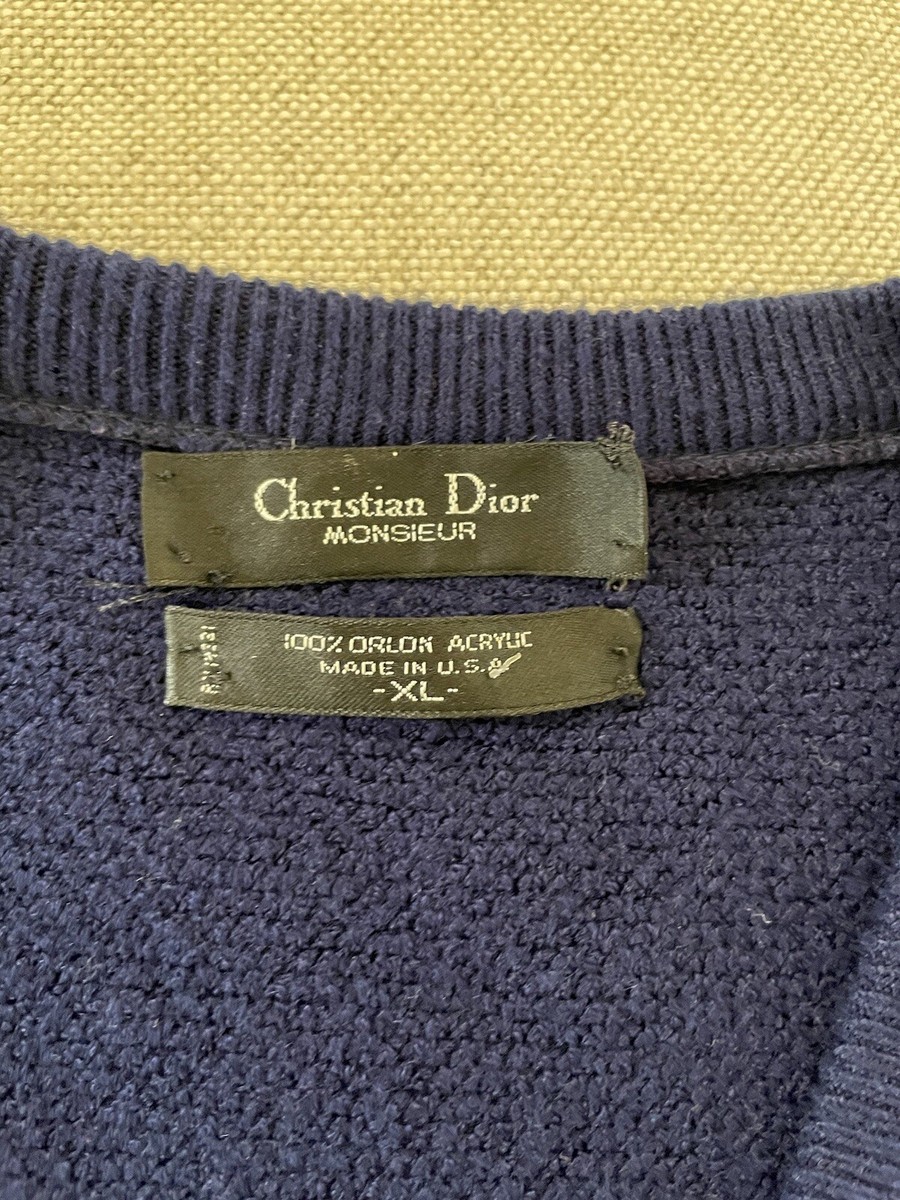 Christian Dior
MONSIEUR
100% ORLON ACRYLIC
MADE IN U.S.A.
-XL-